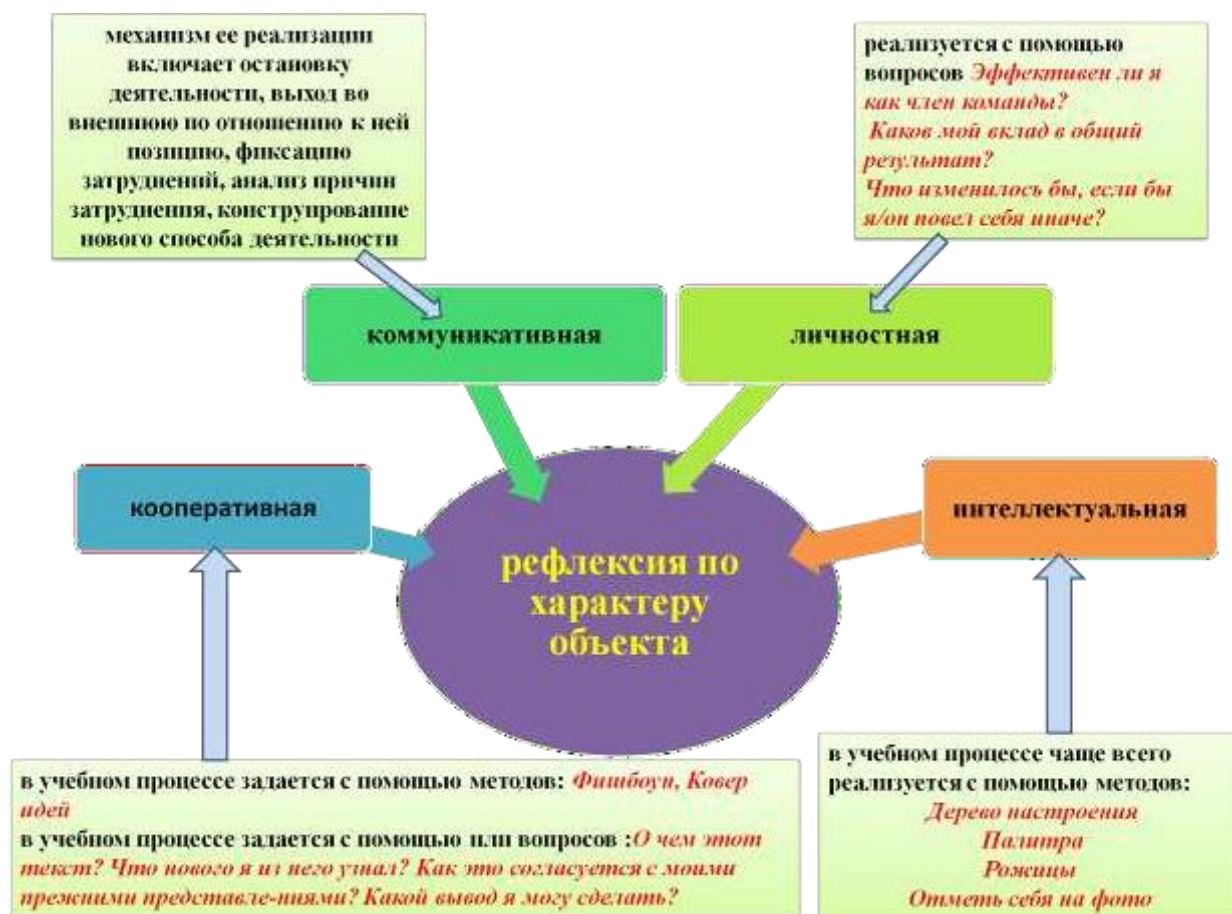 механизм ее реализации
включает остановку
деятельности, выход во
внешнюю по отношению к ней
позицию, фиксацию
затруднений, анализ причин
затруднения, конструирование
нового способа деятельности
реализуется с помощью
вопросов Эффективен ли я
как член команды?
Каков мой вклад в общий
результат?
Что изменилось бы, если бы
я/он повел себя иначе?
коммуникативная
личностная
кооперативная
интеллектуальная
рефлексия по
характеру
объекта
в учебном процессе задается с помощью методов: Фишбоун, Ковер
идей
в учебном процессе задается с помощью или вопросов :О чем этот
текст? Что нового я из него узнал? Как это согласуется с моими
прежними представле-ниями? Какой вывод я могу сделать?
в учебном процессе чаще всего
реализуется с помощью методов:
Дерево настроения
Палитра
Рожицы
Отметь себя на фото